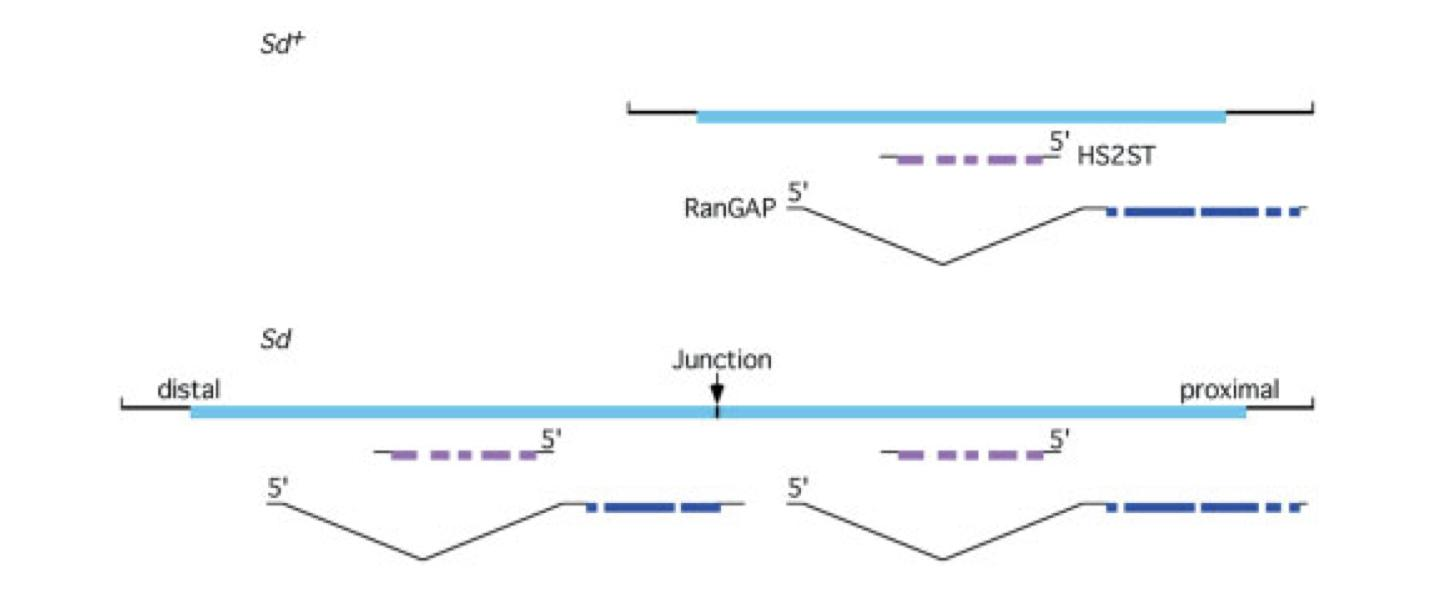 Sd+
5' HS2ST
RanGAP 5'
Sd
Junction
distal
proximal
5'
5'
5'
5'